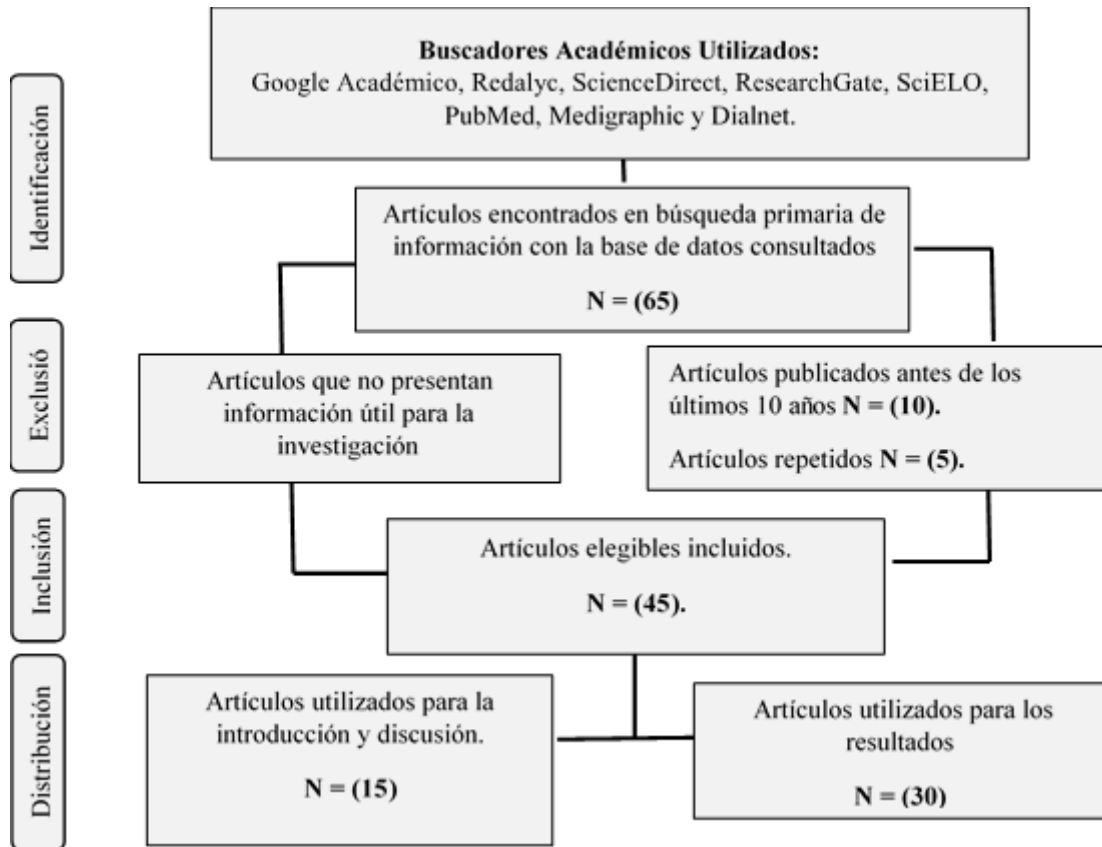 Identificación
Buscadores Académicos Utilizados:
Google Académico, Redalyc, ScienceDirect, ResearchGate, SciELO,
PubMed, Medigraphic y Dialnet.
Artículos encontrados en búsqueda primaria de
información con la base de datos consultados
N = (65)
Exclusió
Artículos que no presentan
información útil para la
investigación
Artículos publicados antes de los
últimos 10 años N = (10).
Artículos repetidos N = (5).
Inclusión
Artículos elegibles incluidos.
N = (45).
Distribución
Artículos utilizados para la
introducción y discusión.
N = (15)
Artículos utilizados para los
resultados
N = (30)